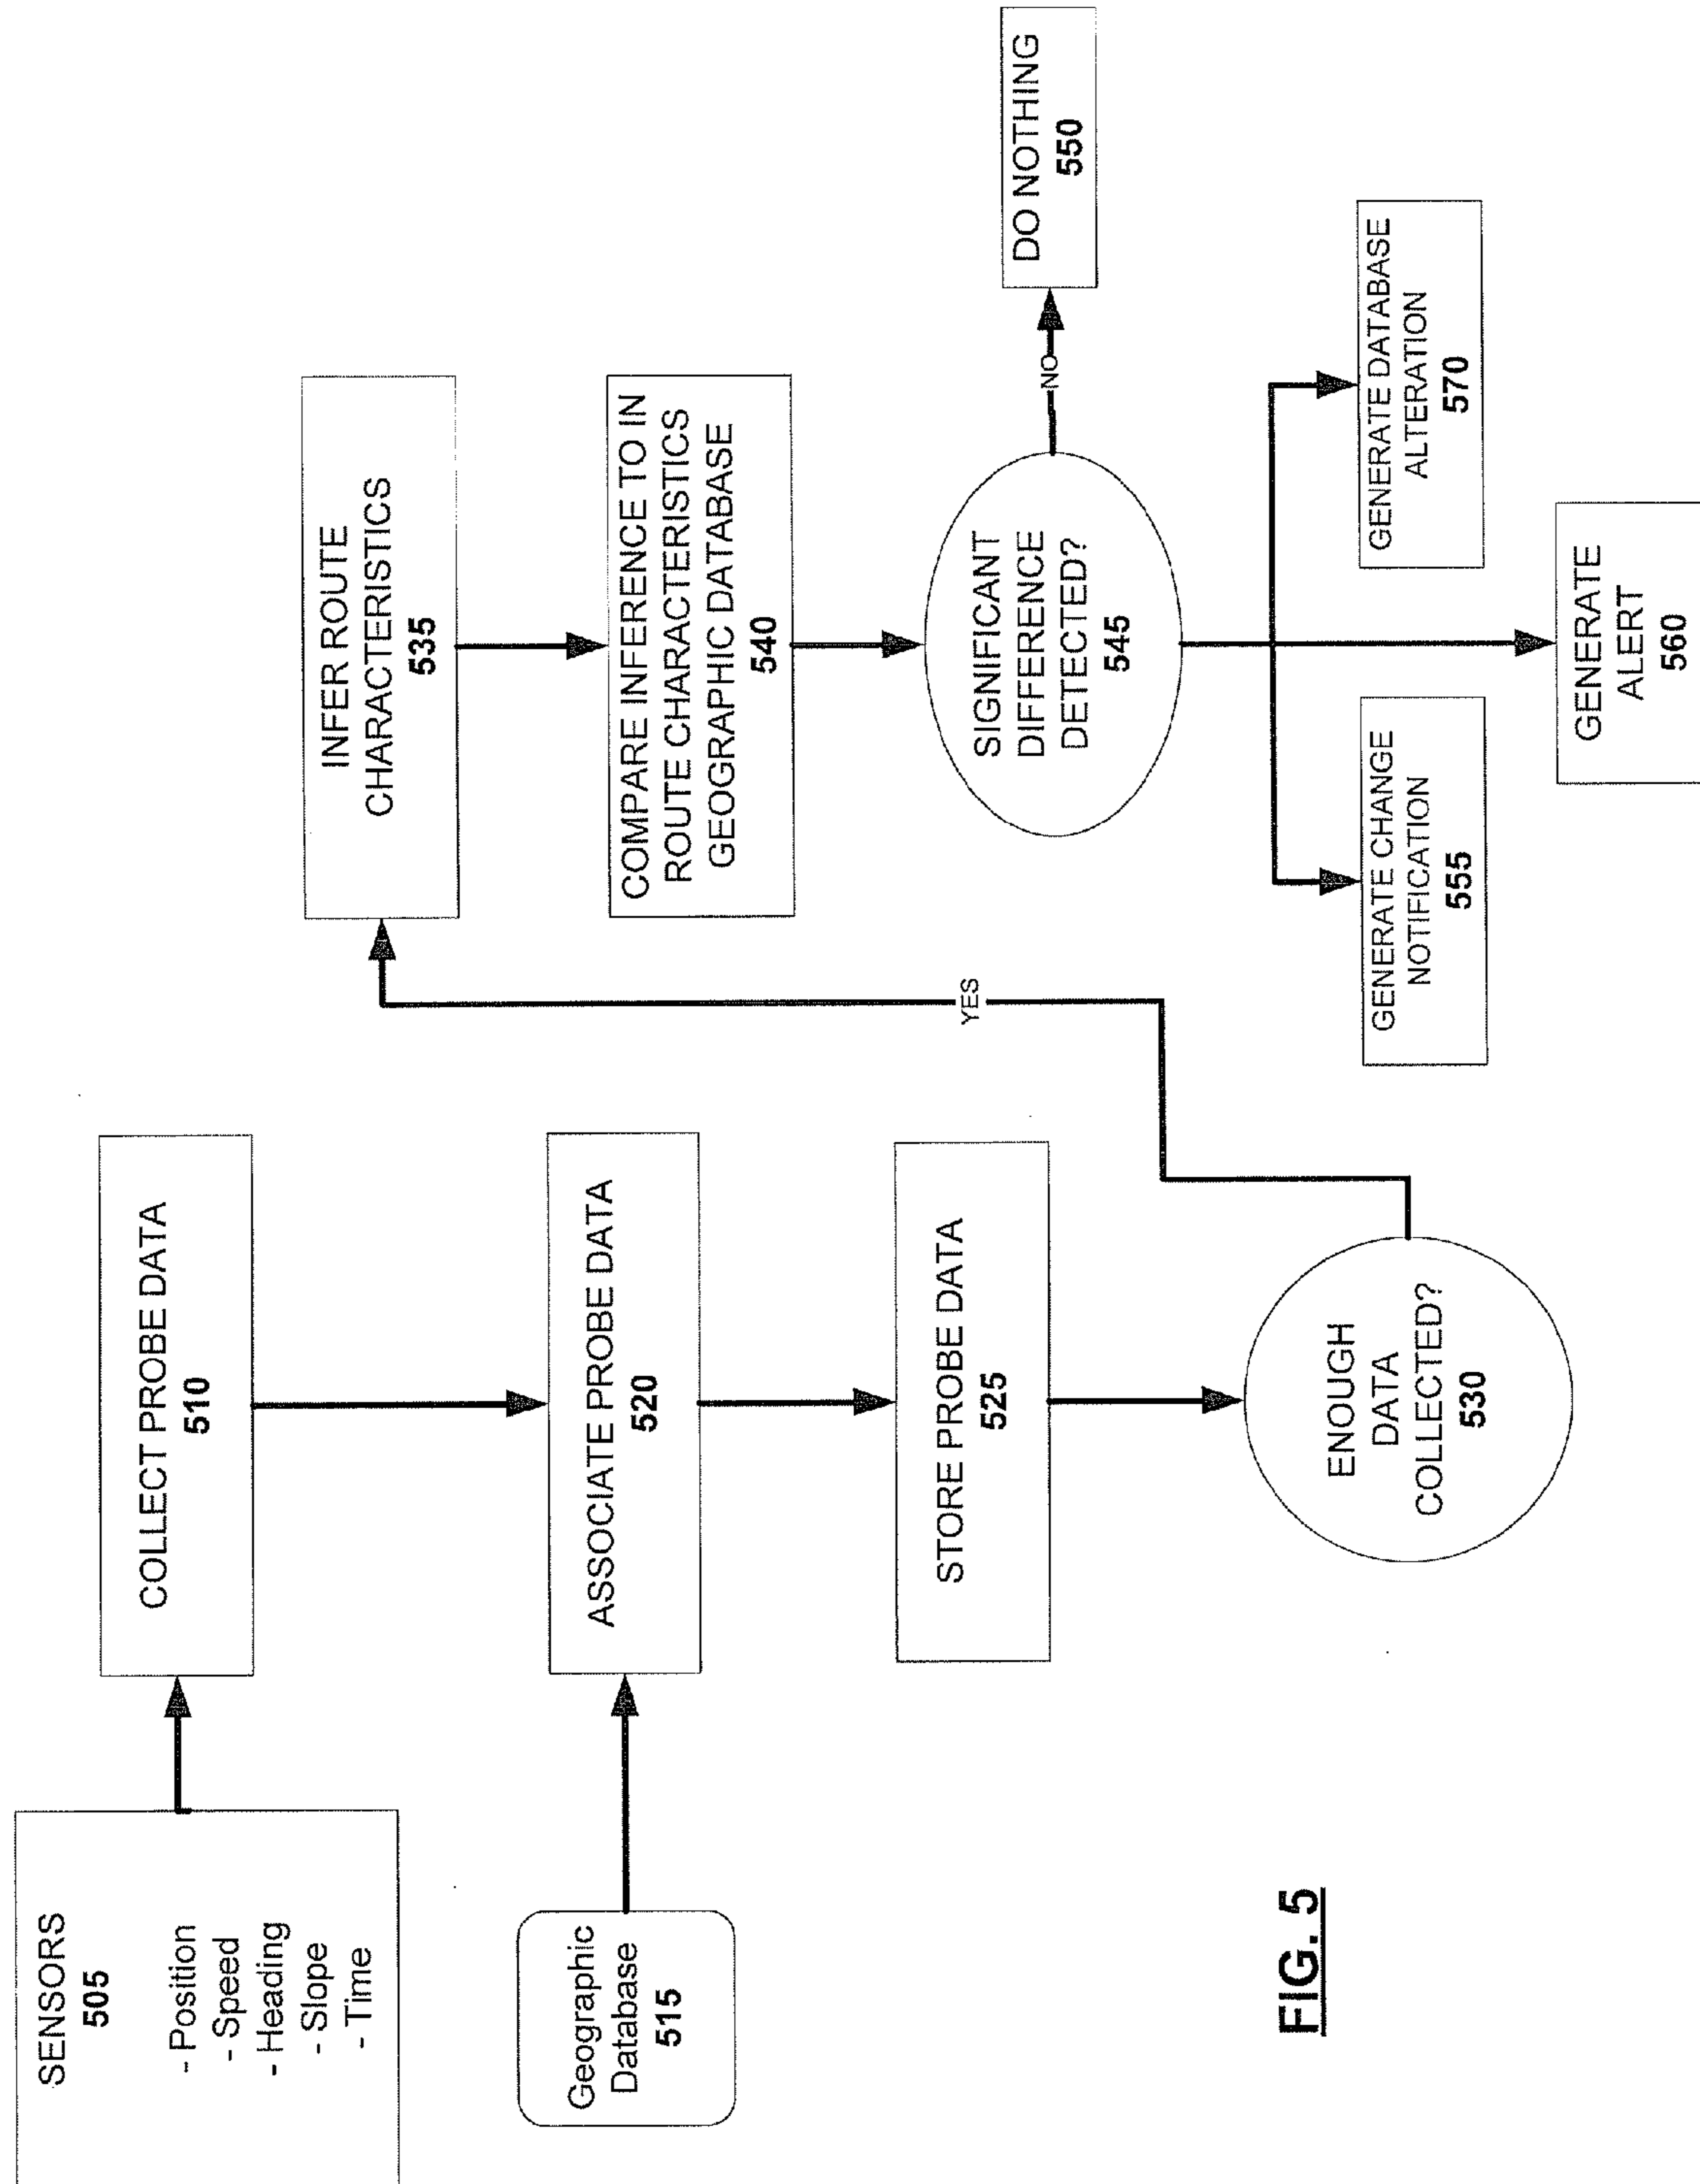 SENSORS
505
- Position
- Speed
- Heading
- Slope
- Time
COLLECT PROBE DATA
510
Geographic
Database
515
ASSOCIATE PROBE DATA
520
STORE PROBE DATA
525
ENOUGH
DATA
COLLECTED?
530
YES
INFER ROUTE
CHARACTERISTICS
535
COMPARE INFERENCE TO IN
ROUTE CHARACTERISTICS
GEOGRAPHIC DATABASE
540
SIGNIFICANT
DIFFERENCE
DETECTED?
545
NO
DO NOTHING
550
GENERATE CHANGE
NOTIFICATION
555
GENERATE
ALERT
560
GENERATE DATABASE
ALTERATION
570
FIG. 5